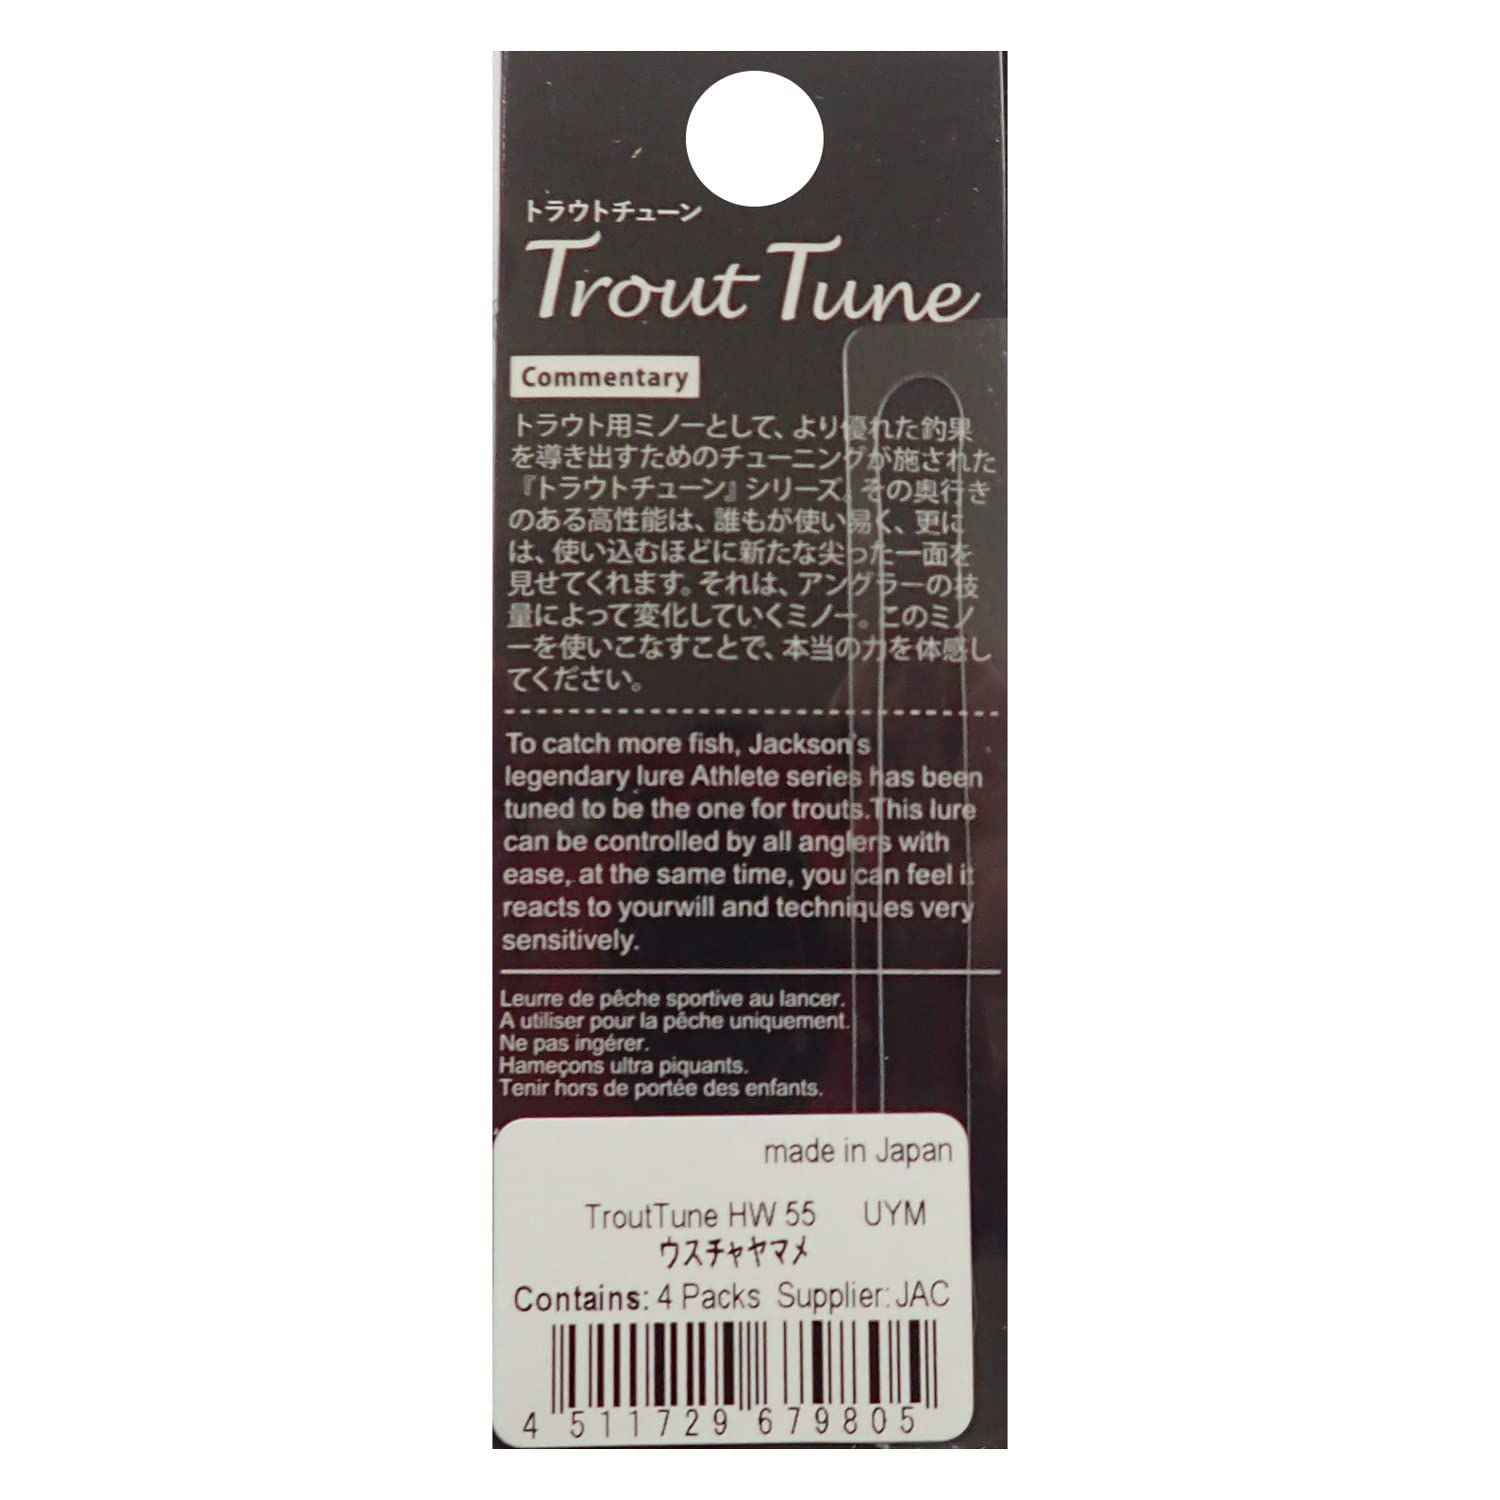 トラウトチューン
Trout Tune
Commentary
トラウト用ミノーとして、より優れた釣果
を導き出すためのチューニングが施された
『トラウトチューン』シリーズ。その奥行き
のある高性能は、誰もが使い易く、更に
は、使い込むほどに新たな尖った一面を
見せてくれます。それは、アングラーの技
量によって変化していくミノー。このミノ
ーを使いこなすことで、本当の力を体感し
てください。
To catch more fish, Jackson's
legendary lure Athlete series has been
tuned to be the one for trouts.This lure
can be controlled by all anglers with
ease, at the same time, you can feel it
reacts to yourwill and techniques very
sensitively.
Leurre de pêche sportive au lancer.
A utiliser pour la pêche uniquement.
Ne pas ingérer.
Hameçons ultra piquants.
Tenir hors de portée des enfants.
made in Japan
TroutTune HW 55 UYM
ウスチャヤマメ
Contains: 4 Packs Supplier: JAC
4 511729 679805